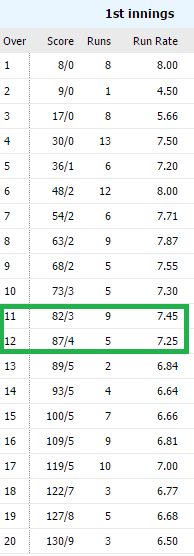 1st innings
Over Score Runs Run Rate
1 8/0 8 8.00
2 9/0 1 4.50
3 17/0 8 5.66
4 30/0 13 7.50
5 36/1 6 7.20
6 48/2 12 8.00
7 54/2 6 7.71
8 63/2 9 7.87
9 68/2 5 7.55
10 73/3 5 7.30
11 82/3 9 7.45
12 87/4 5 7.25
13 89/5 2 6.84
14 93/5 4 6.64
15 100/5 7 6.66
16 109/5 9 6.81
17 119/5 10 7.00
18 122/7 3 6.77
19 127/8 5 6.68
20 130/9 3 6.50